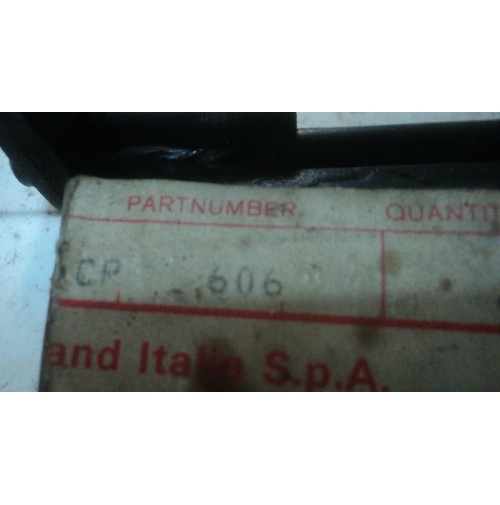 PARTNUMBER QUANTIT
CP 606
and Italia S.p.A.